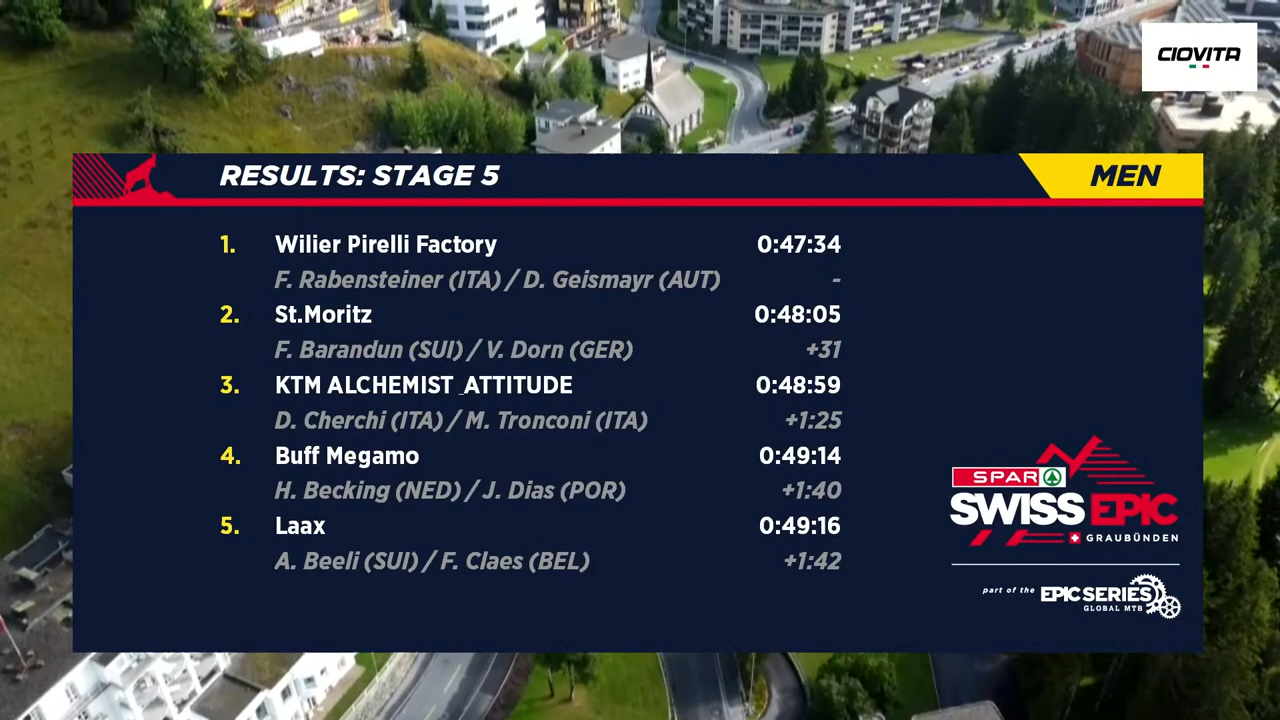 CIOVITA
RESULTS: STAGE 5
MEN
1. Wilier Pirelli Factory 0:47:34
F. Rabensteiner (ITA) / D. Geismayr (AUT) -
2. St.Moritz 0:48:05
F. Barandun (SUI) / V. Dorn (GER) +31
3. KTM ALCHEMIST_ATTITUDE 0:48:59
D. Cherchi (ITA) / M. Tronconi (ITA) +1:25
4. Buff Megamo 0:49:14
H. Becking (NED) / J. Dias (POR) +1:40
5. Laax 0:49:16
A. Beeli (SUI) / F. Claes (BEL) +1:42
SPAR
SWISS EPIC
GRAUBÜNDEN
part of the EPIC SERIES
GLOBAL MTB